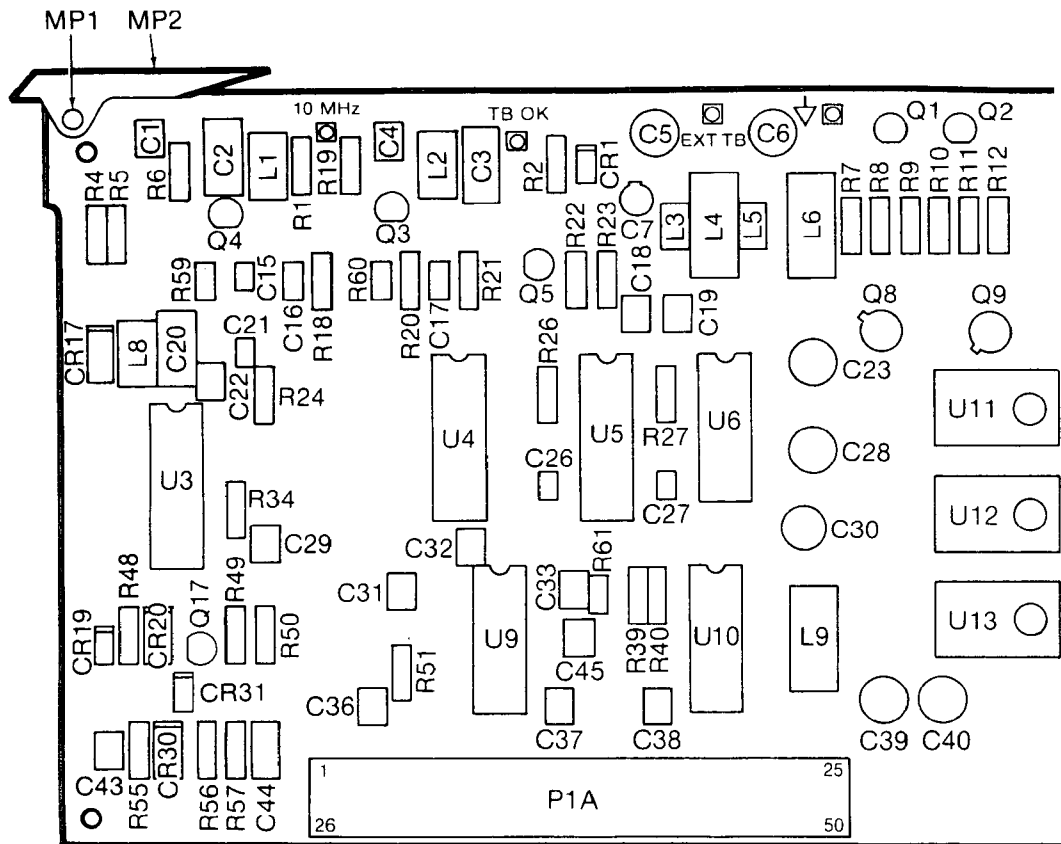 MP1 MP2
10 MHz
TB OK
EXT TB
C1
C2
L1
C4
L2
C3
CR1
C5
C6
Q1
Q2
R4
R5
R6
R1
R19
R2
Q4
Q3
C7
L3
L4
L5
L6
R7
R8
R9
R10
R11
R12
R59
C15
C16
R18
R60
R20
C17
R21
Q5
R22
R23
C18
C19
Q8
Q9
CR17
L8
C20
C21
C22
R24
U4
R26
U5
R27
U6
C23
U11
U3
C26
C27
C28
R34
C29
C32
C30
U12
R48
R49
C31
C33
R61
CR19
CR20
Q17
R50
U9
C45
R39
R40
U10
L9
U13
CR31
R51
C36
C37
C38
C39
C40
C43
R55
CR30
R56
R57
C44
1 25
P1A
26 50